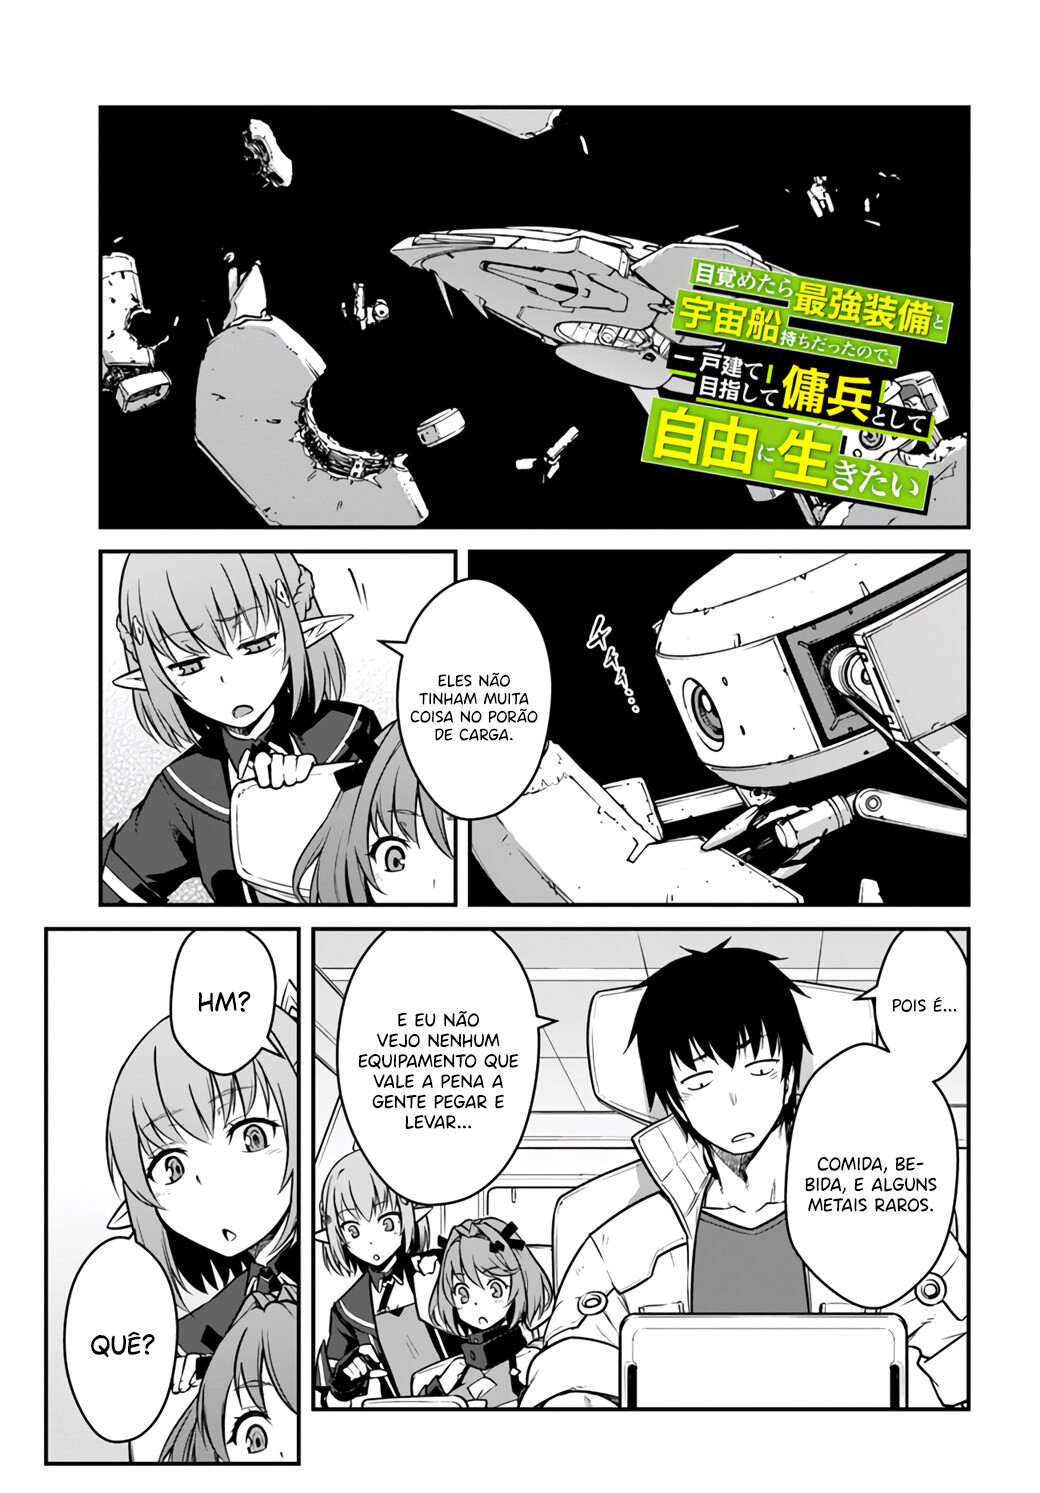 目覚めたら最強装備と
宇宙船持ちだったので、
一戸建て
目指して傭兵として
自由に生きたい
チチチ...
ELES NÃO
TINHAM MUITA
COISA NO PORÃO
DE CARGA.
POIS É...
COMIDA, BE-
BIDA, E ALGUNS
METAIS RAROS.
E EU NÃO
VEJO NENHUM
EQUIPAMENTO QUE
VALE A PENA A
GENTE PEGAR E
LEVAR...
HM?
QUÊ?